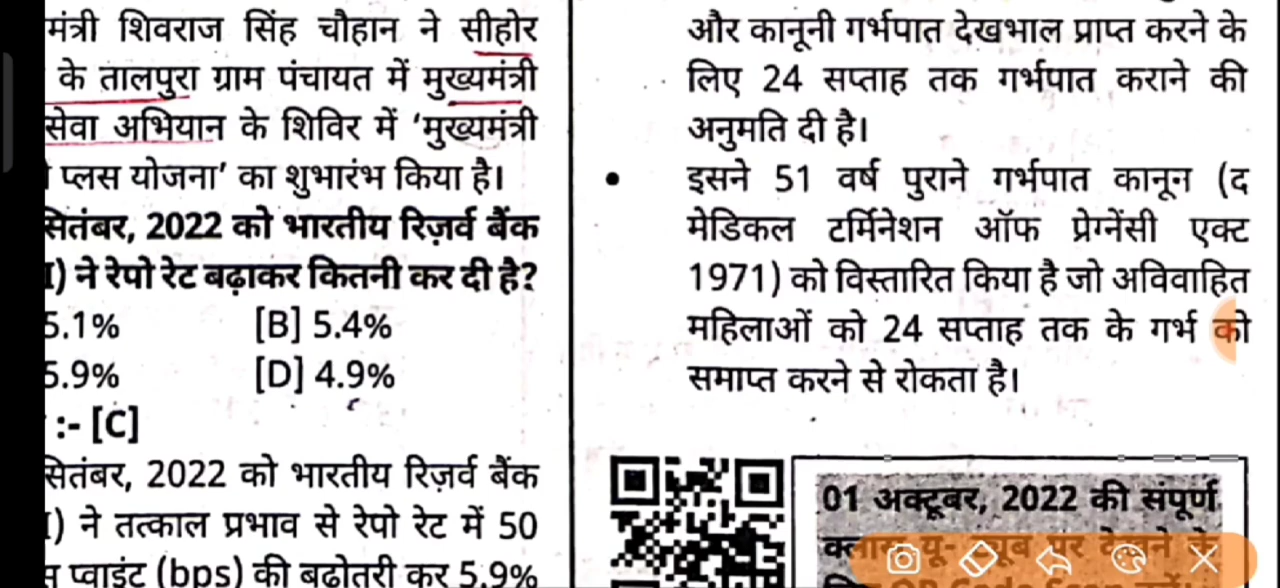 मंत्री शिवराज सिंह चौहान ने सीहोर
के तालपुरा ग्राम पंचायत में मुख्यमंत्री
सेवा अभियान के शिविर में ‘मुख्यमंत्री
प्लस योजना’ का शुभारंभ किया है।
सितंबर, 2022 को भारतीय रिज़र्व बैंक
I) ने रेपो रेट बढ़ाकर कितनी कर दी है?
5.1% [B] 5.4%
5.9% [D] 4.9%
:- [C]
सितंबर, 2022 को भारतीय रिज़र्व बैंक
I) ने तत्काल प्रभाव से रेपो रेट में 50
प्वाइंट (bps) की बढ़ोतरी कर 5.9%
और कानूनी गर्भपात देखभाल प्राप्त करने के
लिए 24 सप्ताह तक गर्भपात कराने की
अनुमति दी है।
• इसने 51 वर्ष पुराने गर्भपात कानून (द
मेडिकल टर्मिनेशन ऑफ प्रेग्नेंसी एक्ट
1971) को विस्तारित किया है जो अविवाहित
महिलाओं को 24 सप्ताह तक के गर्भ को
समाप्त करने से रोकता है।
01 अक्टूबर, 2022 की संपूर्ण